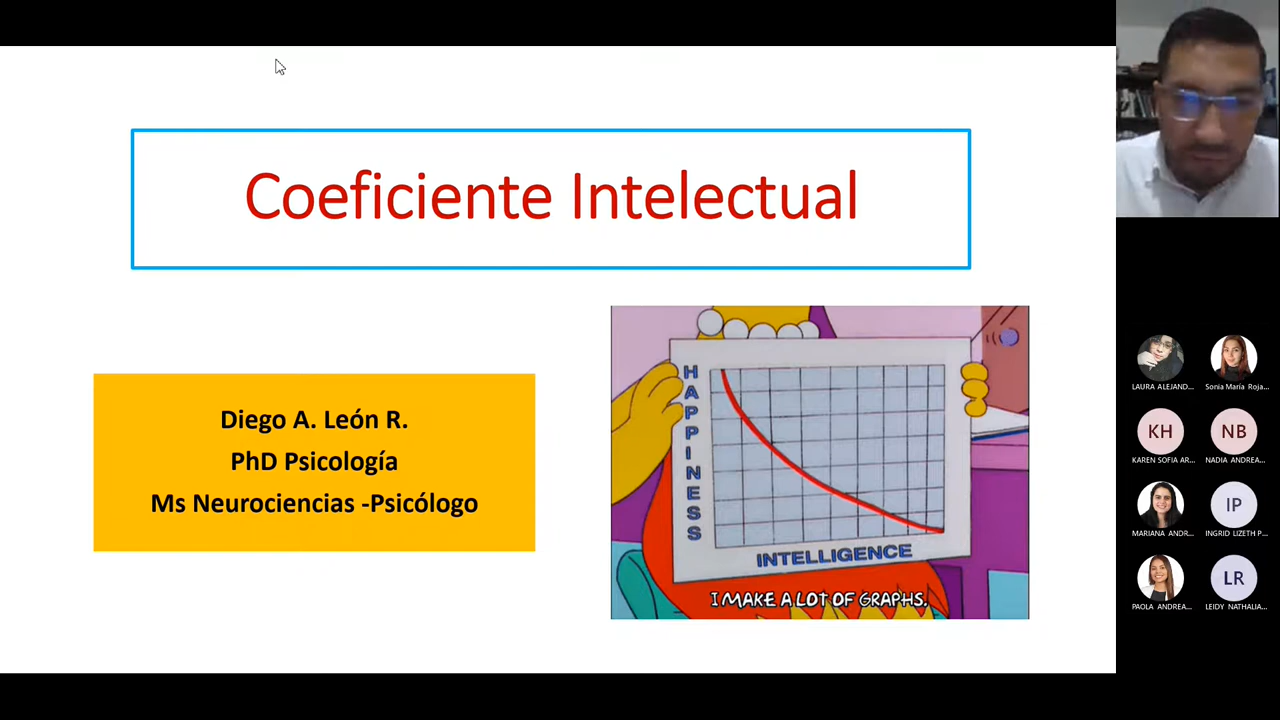 Coeficiente Intelectual
Diego A. León R.
PhD Psicología
Ms Neurociencias -Psicólogo
HAPPINESS
INTELLIGENCE
I MAKE A LOT OF GRAPHS.
LAURA ALEJAND...
Sonia María Roja...
KH
NB
KAREN SOFIA AR...
NADIA ANDREA...
IP
MARIANA ANDR...
INGRID LIZETH P...
LR
PAOLA ANDREA...
LEIDY NATHALIA...